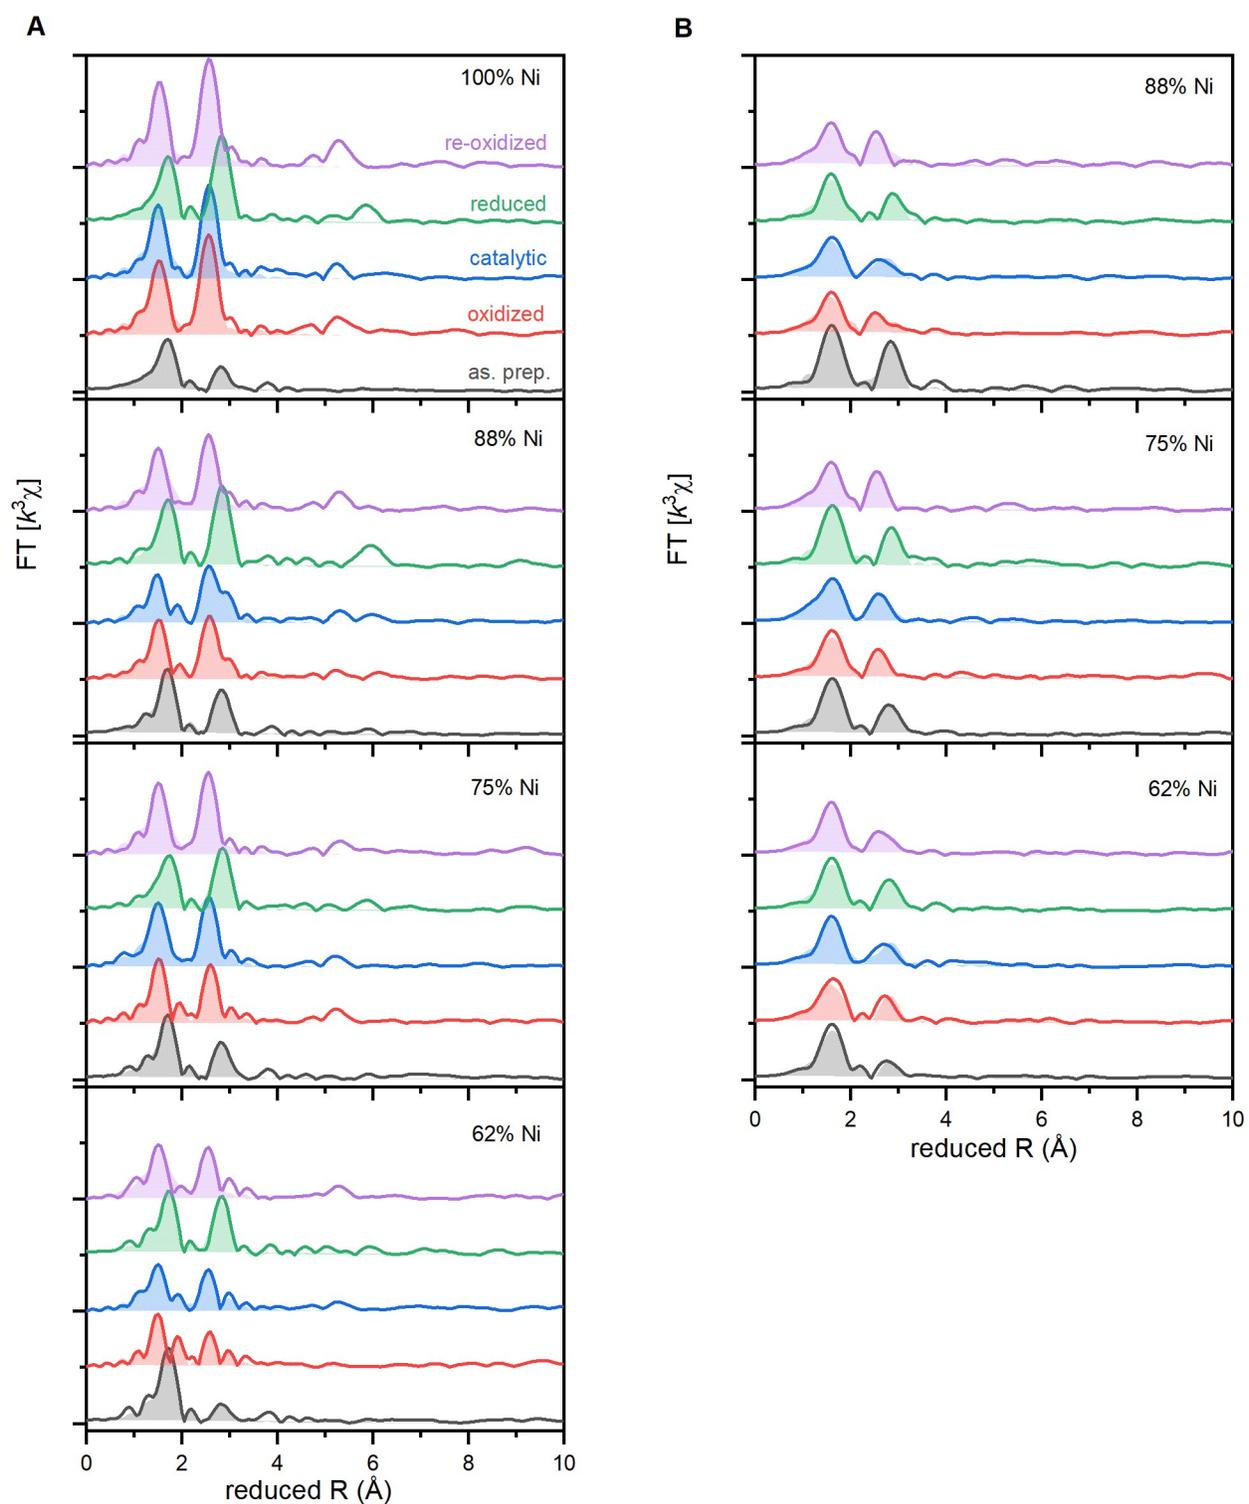 A
100% Ni
re-oxidized
reduced
catalytic
oxidized
as. prep.
88% Ni
75% Ni
62% Ni
FT [k³χ]
0 2 4 6 8 10
reduced R (Å)
B
88% Ni
75% Ni
62% Ni
FT [k³χ]
0 2 4 6 8 10
reduced R (Å)